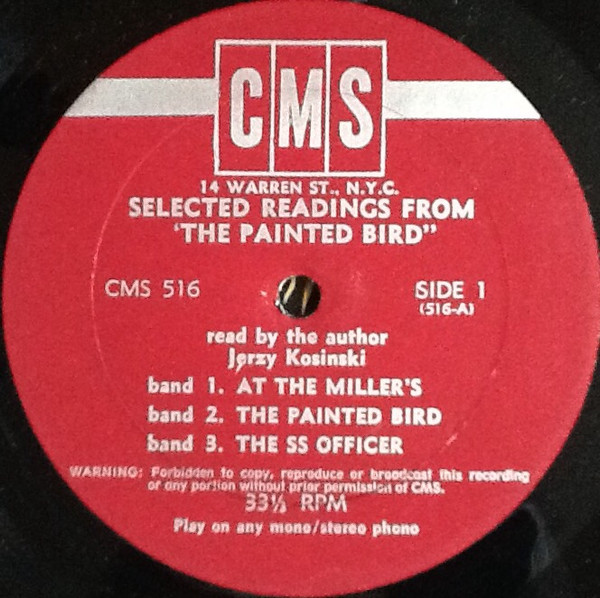 CMS
14 WARREN ST., N.Y.C.
SELECTED READINGS FROM
'THE PAINTED BIRD"
CMS 516
SIDE 1
(516-A)
read by the author
Jerzy Kosinski
band 1. AT THE MILLER'S
band 2. THE PAINTED BIRD
band 3. THE SS OFFICER
WARNING: Forbidden to copy, reproduce or broadcast this recording
or any portion without prior permission of CMS.
33⅓ RPM
Play on any mono/stereo phono